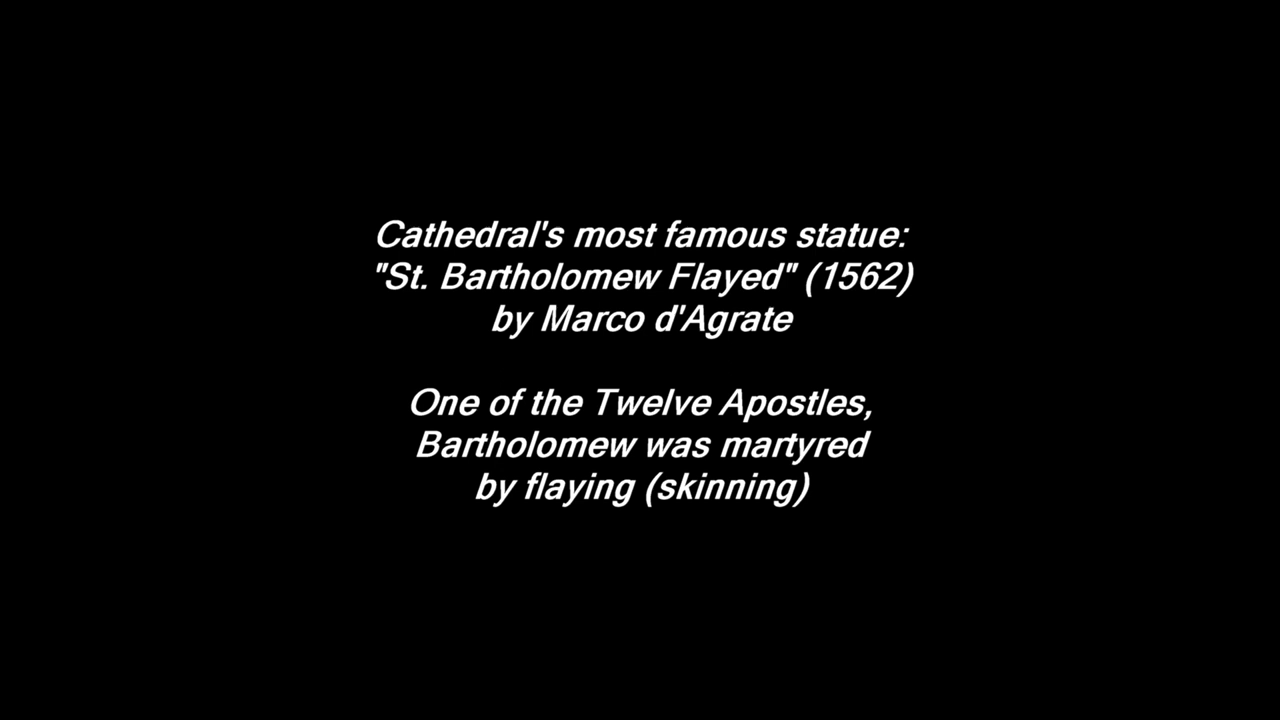 Cathedral's most famous statue:
"St. Bartholomew Flayed" (1562)
by Marco d'Agrate
One of the Twelve Apostles,
Bartholomew was martyred
by flaying (skinning)